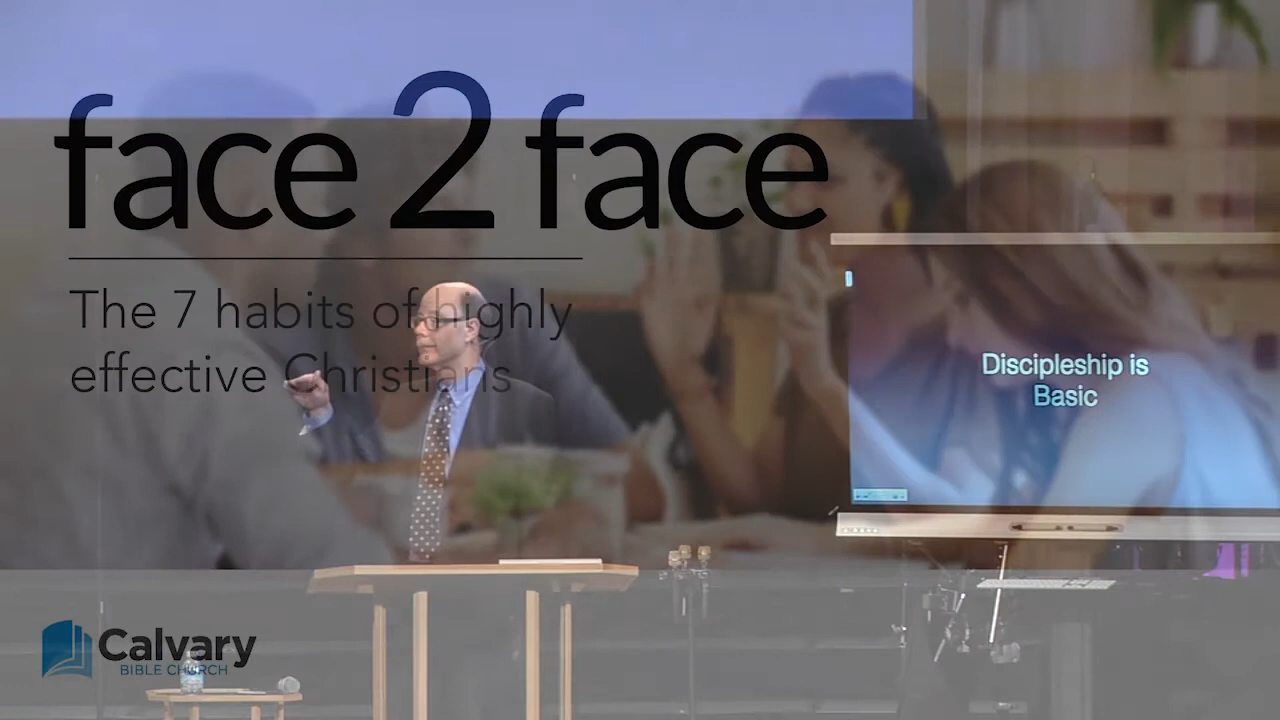 face 2 face
The 7 habits of highly
effective Christians
Discipleship is
Basic
Calvary
BIBLE CHURCH